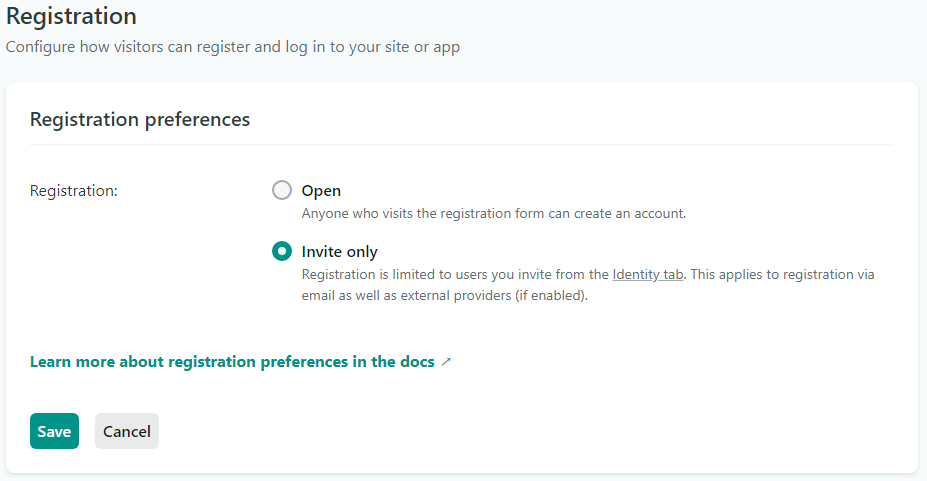 Registration
Configure how visitors can register and log in to your site or app
Registration preferences
Registration:
Open
Anyone who visits the registration form can create an account.
Invite only
Registration is limited to users you invite from the Identity tab. This applies to registration via
email as well as external providers (if enabled).
Learn more about registration preferences in the docs ↗
Save
Cancel